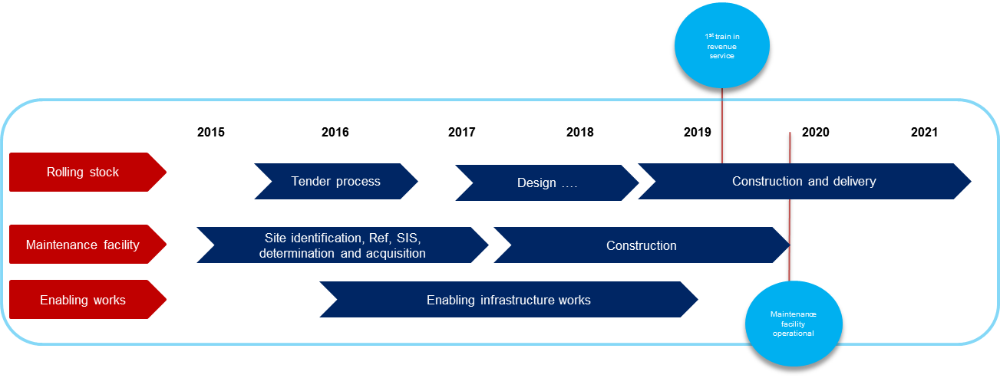 1st train in
revenue
service
2015 2016 2017 2018 2019 2020 2021
Rolling stock
Tender process
Design ....
Construction and delivery
Maintenance facility
Site identification, Ref, SIS,
determination and acquisition
Construction
Enabling works
Enabling infrastructure works
Maintenance
facility
operational